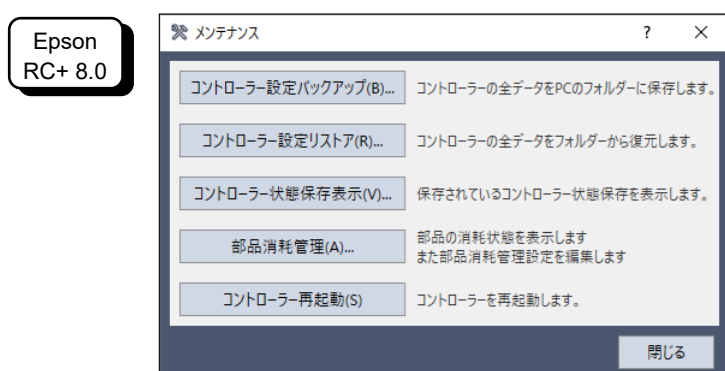 Epson
RC+ 8.0
メンテナンス
?
×
コントローラー設定バックアップ(B)...
コントローラーの全データをPCのフォルダーに保存します。
コントローラー設定リストア(R)...
コントローラーの全データをフォルダーから復元します。
コントローラー状態保存表示(V)...
保存されているコントローラー状態保存を表示します。
部品消耗管理(A)...
部品の消耗状態を表示します
また部品消耗管理設定を編集します
コントローラー再起動(S)
コントローラーを再起動します。
閉じる